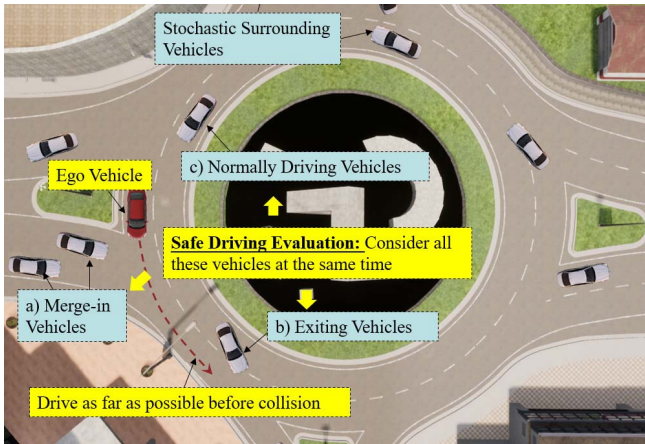 Stochastic Surrounding
Vehicles
c) Normally Driving Vehicles
Ego Vehicle
Safe Driving Evaluation: Consider all
these vehicles at the same time
a) Merge-in
Vehicles
b) Exiting Vehicles
Drive as far as possible before collision